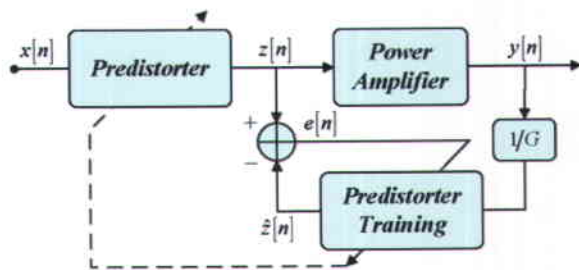 x[n]
Predistorter
z[n]
Power
Amplifier
y[n]
+
e[n]
−
1/G
ẑ[n]
Predistorter
Training